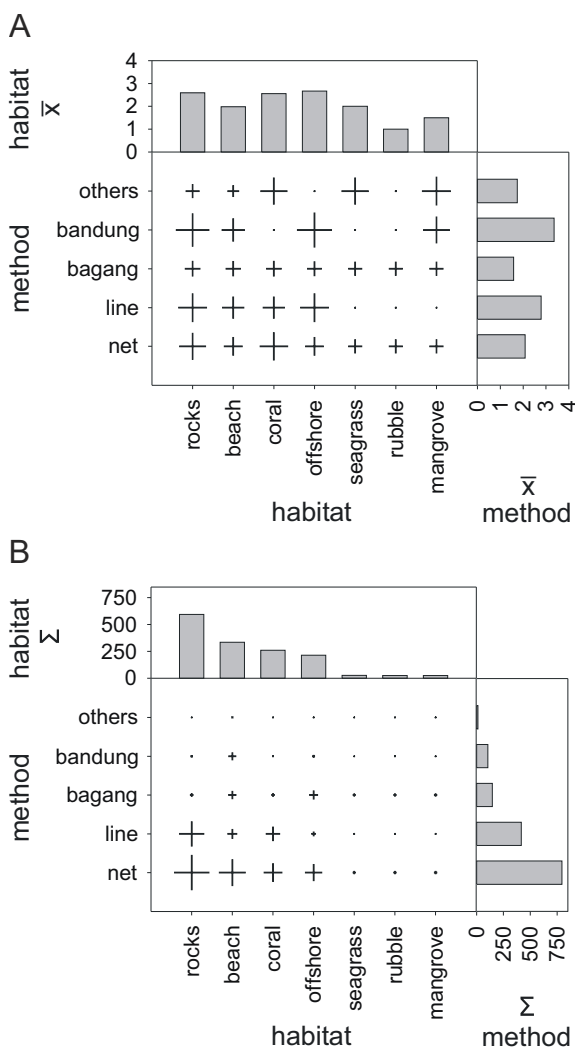 A
habitat
x̄
4
3
2
1
0
method
others
bandung
bagang
line
net
rocks
beach
coral
offshore
seagrass
rubble
mangrove
habitat
0
1
2
3
4
x̄
method
B
habitat
Σ
750
500
250
0
method
others
bandung
bagang
line
net
rocks
beach
coral
offshore
seagrass
rubble
mangrove
habitat
0
250
500
750
Σ
method